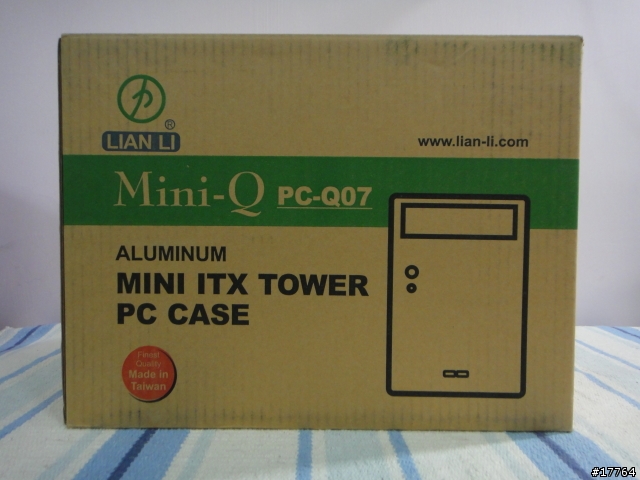 LIAN LI®
www.lian-li.com
Mini-Q PC-Q07
ALUMINUM
MINI ITX TOWER
PC CASE
Finest
Quality
Made in
Taiwan
#17764